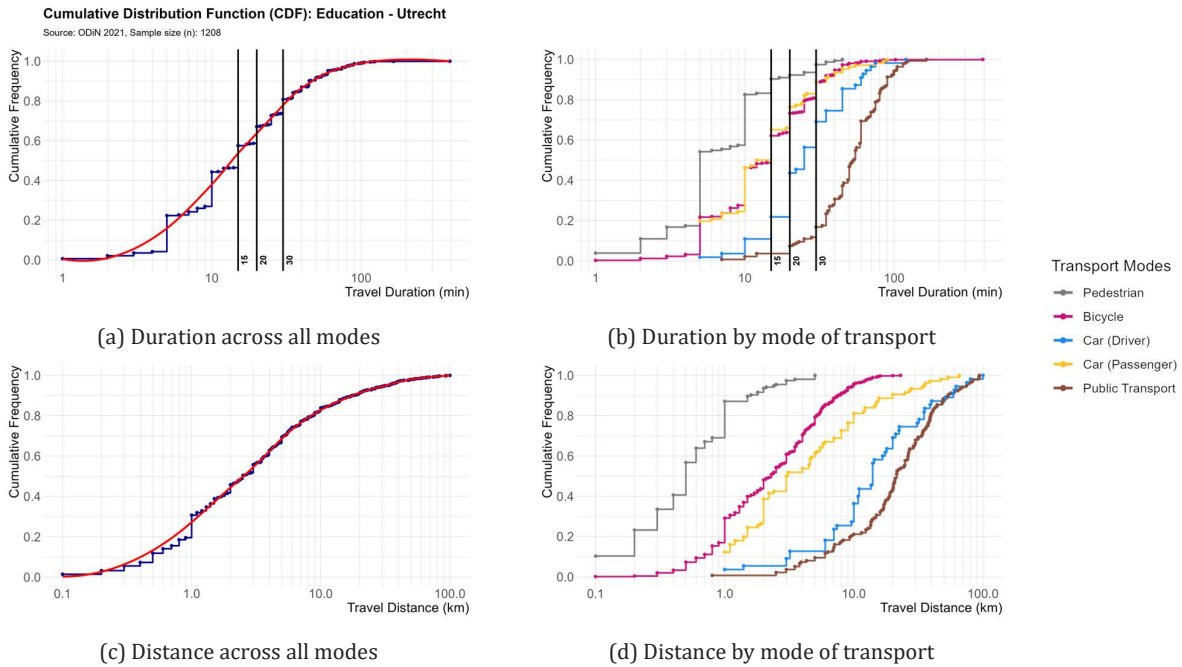 Cumulative Distribution Function (CDF): Education - Utrecht
Source: ODiN 2021, Sample size (n): 1208
Cumulative Frequency
1.0
0.8
0.6
0.4
0.2
0.0
15
20
30
1
10
100
Travel Duration (min)
(a) Duration across all modes
Cumulative Frequency
1.0
0.8
0.6
0.4
0.2
0.0
15
20
30
1
10
100
Travel Duration (min)
(b) Duration by mode of transport
Transport Modes
Pedestrian
Bicycle
Car (Driver)
Car (Passenger)
Public Transport
Cumulative Frequency
1.0
0.8
0.6
0.4
0.2
0.0
0.1
1.0
10.0
100.0
Travel Distance (km)
(c) Distance across all modes
Cumulative Frequency
1.0
0.8
0.6
0.4
0.2
0.0
0.1
1.0
10.0
100.0
Travel Distance (km)
(d) Distance by mode of transport